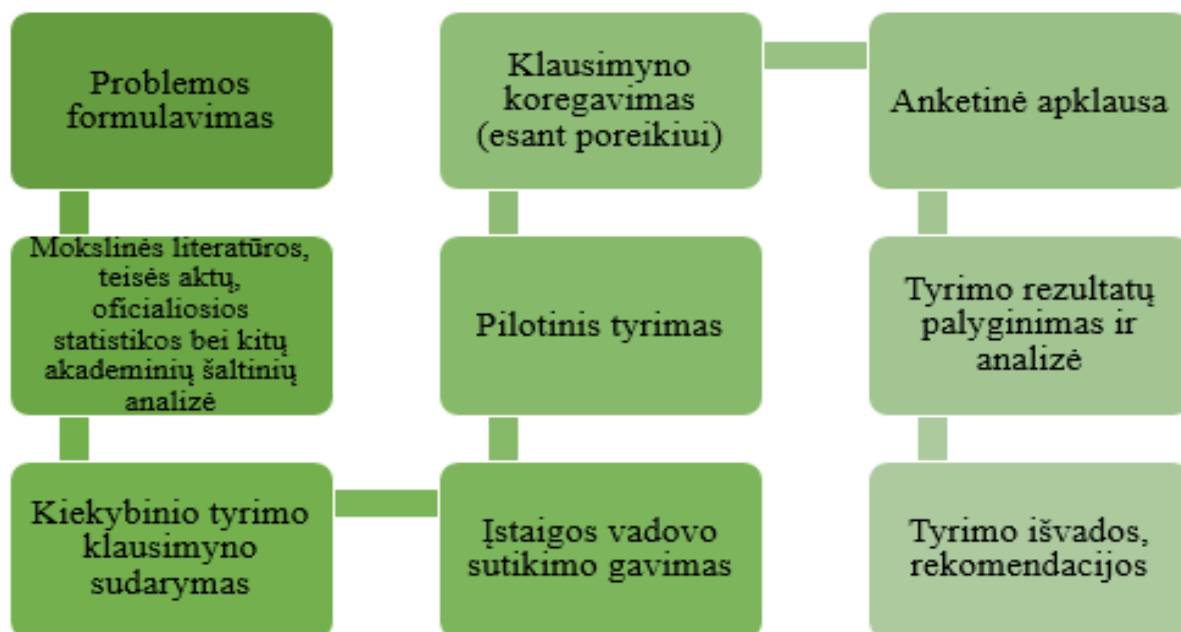 Problemos
formulavimas
Mokslinės literatūros,
teisės aktų,
oficialiosios
statistikos bei kitų
akademinių šaltinių
analizė
Kiekybinio tyrimo
klausimyno
sudarymas
Įstaigos vadovo
sutikimo gavimas
Pilotinis tyrimas
Klausimyno
koregavimas
(esant poreikiui)
Anketinė apklausa
Tyrimo rezultatų
palyginimas ir
analizė
Tyrimo išvados,
rekomendacijos